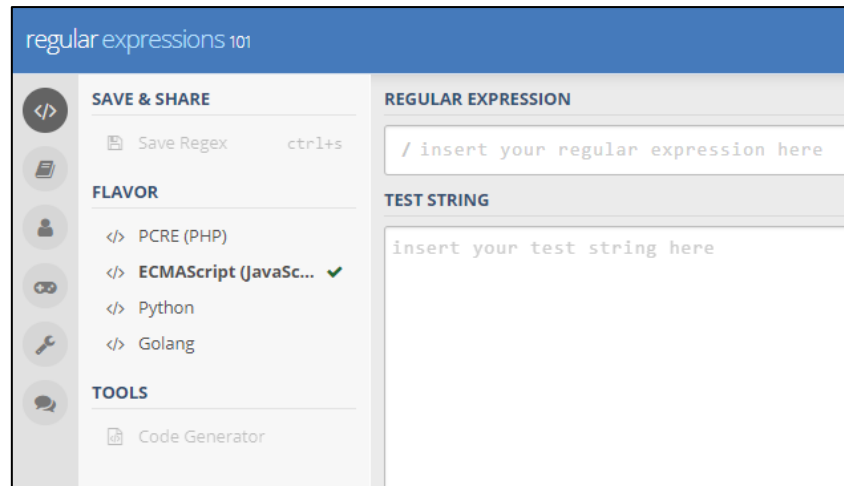 regular expressions 101
SAVE & SHARE
Save Regex ctrl+s
FLAVOR
</> PCRE (PHP)
</> ECMAScript (JavaSc...
</> Python
</> Golang
TOOLS
Code Generator
REGULAR EXPRESSION
/ insert your regular expression here
TEST STRING
insert your test string here